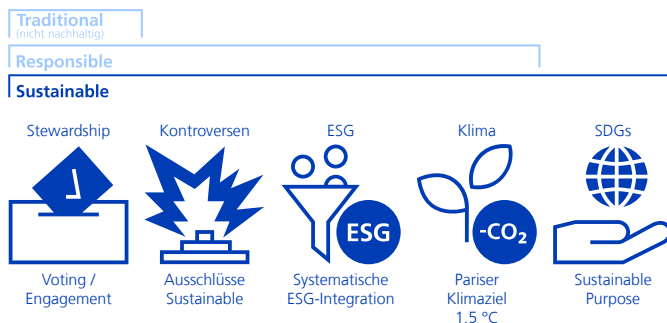 Traditional
(nicht nachhaltig)
Responsible
Sustainable
Stewardship Kontroversen ESG Klima SDGs
ESG -CO₂
Voting / Ausschlüsse Systematische Pariser Sustainable
Engagement Sustainable ESG-Integration Klimaziel Purpose
1,5 °C